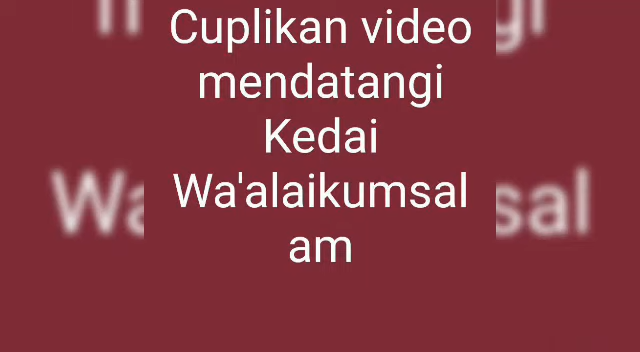 Cuplikan video
mendatangi
Kedai
Wa'alaikumsal
am